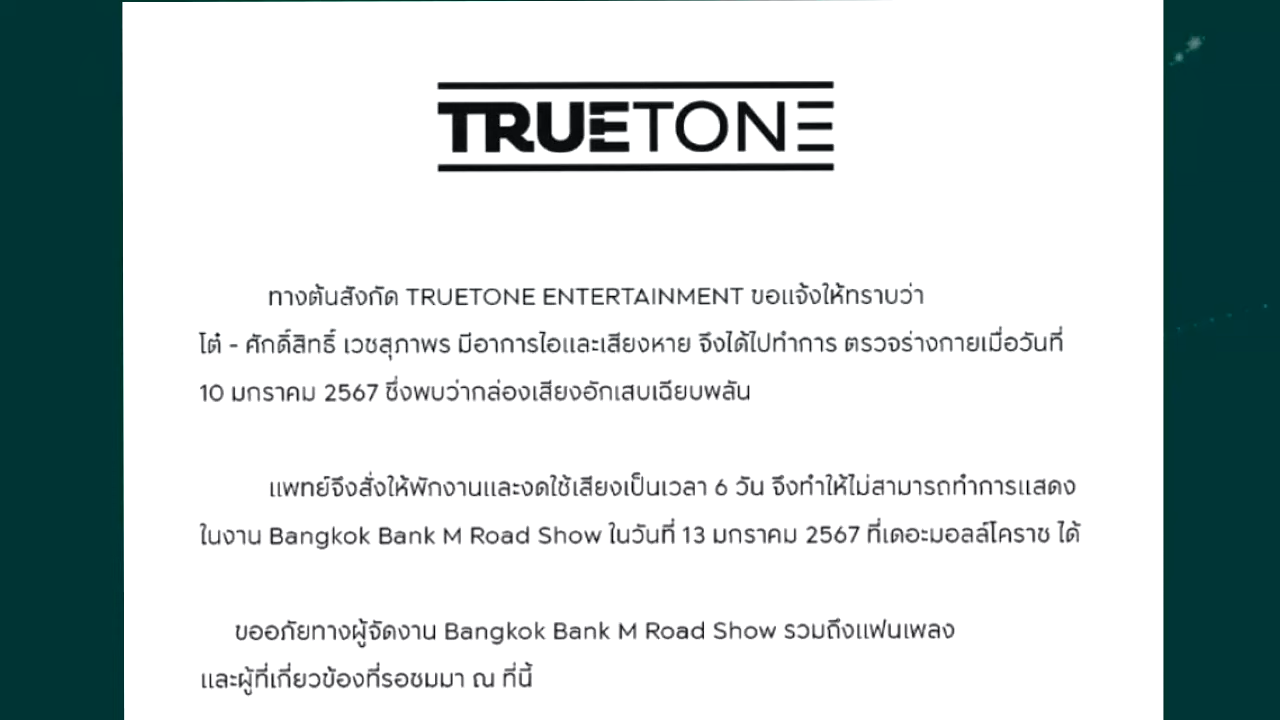 TRUETONE
ทางต้นสังกัด TRUETONE ENTERTAINMENT ขอแจ้งให้ทราบว่า
โต๋ - ศักดิ์สิทธิ์ เวชสุภาพร มีอาการไอและเสียงหาย จึงได้ไปทำการ ตรวจร่างกายเมื่อวันที่
10 มกราคม 2567 ซึ่งพบว่ากล่องเสียงอักเสบเฉียบพลัน
แพทย์จึงสั่งให้พักงานและงดใช้เสียงเป็นเวลา 6 วัน จึงทำให้ไม่สามารถทำการแสดง
ในงาน Bangkok Bank M Road Show ในวันที่ 13 มกราคม 2567 ที่เดอะมอลล์โคราช ได้
ขออภัยทางผู้จัดงาน Bangkok Bank M Road Show รวมถึงแฟนเพลง
และผู้ที่เกี่ยวข้องที่รอชมมา ณ ที่นี้